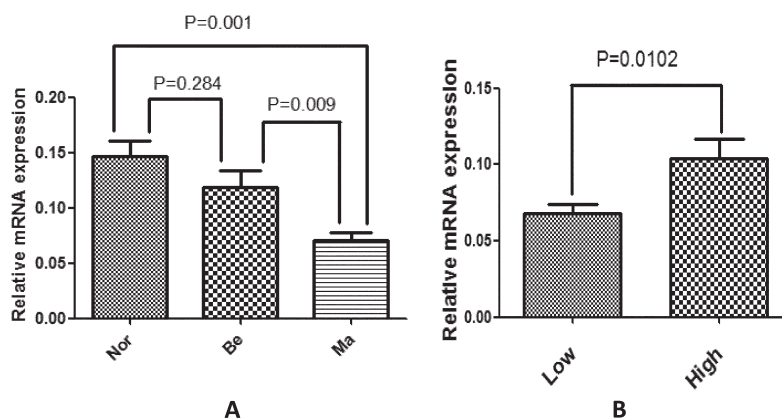 P=0.001
P=0.284
P=0.009
Relative mRNA expression
0.20
0.15
0.10
0.05
0.00
Nor
Be
Ma
A
P=0.0102
Relative mRNA expression
0.15
0.10
0.05
0.00
Low
High
B